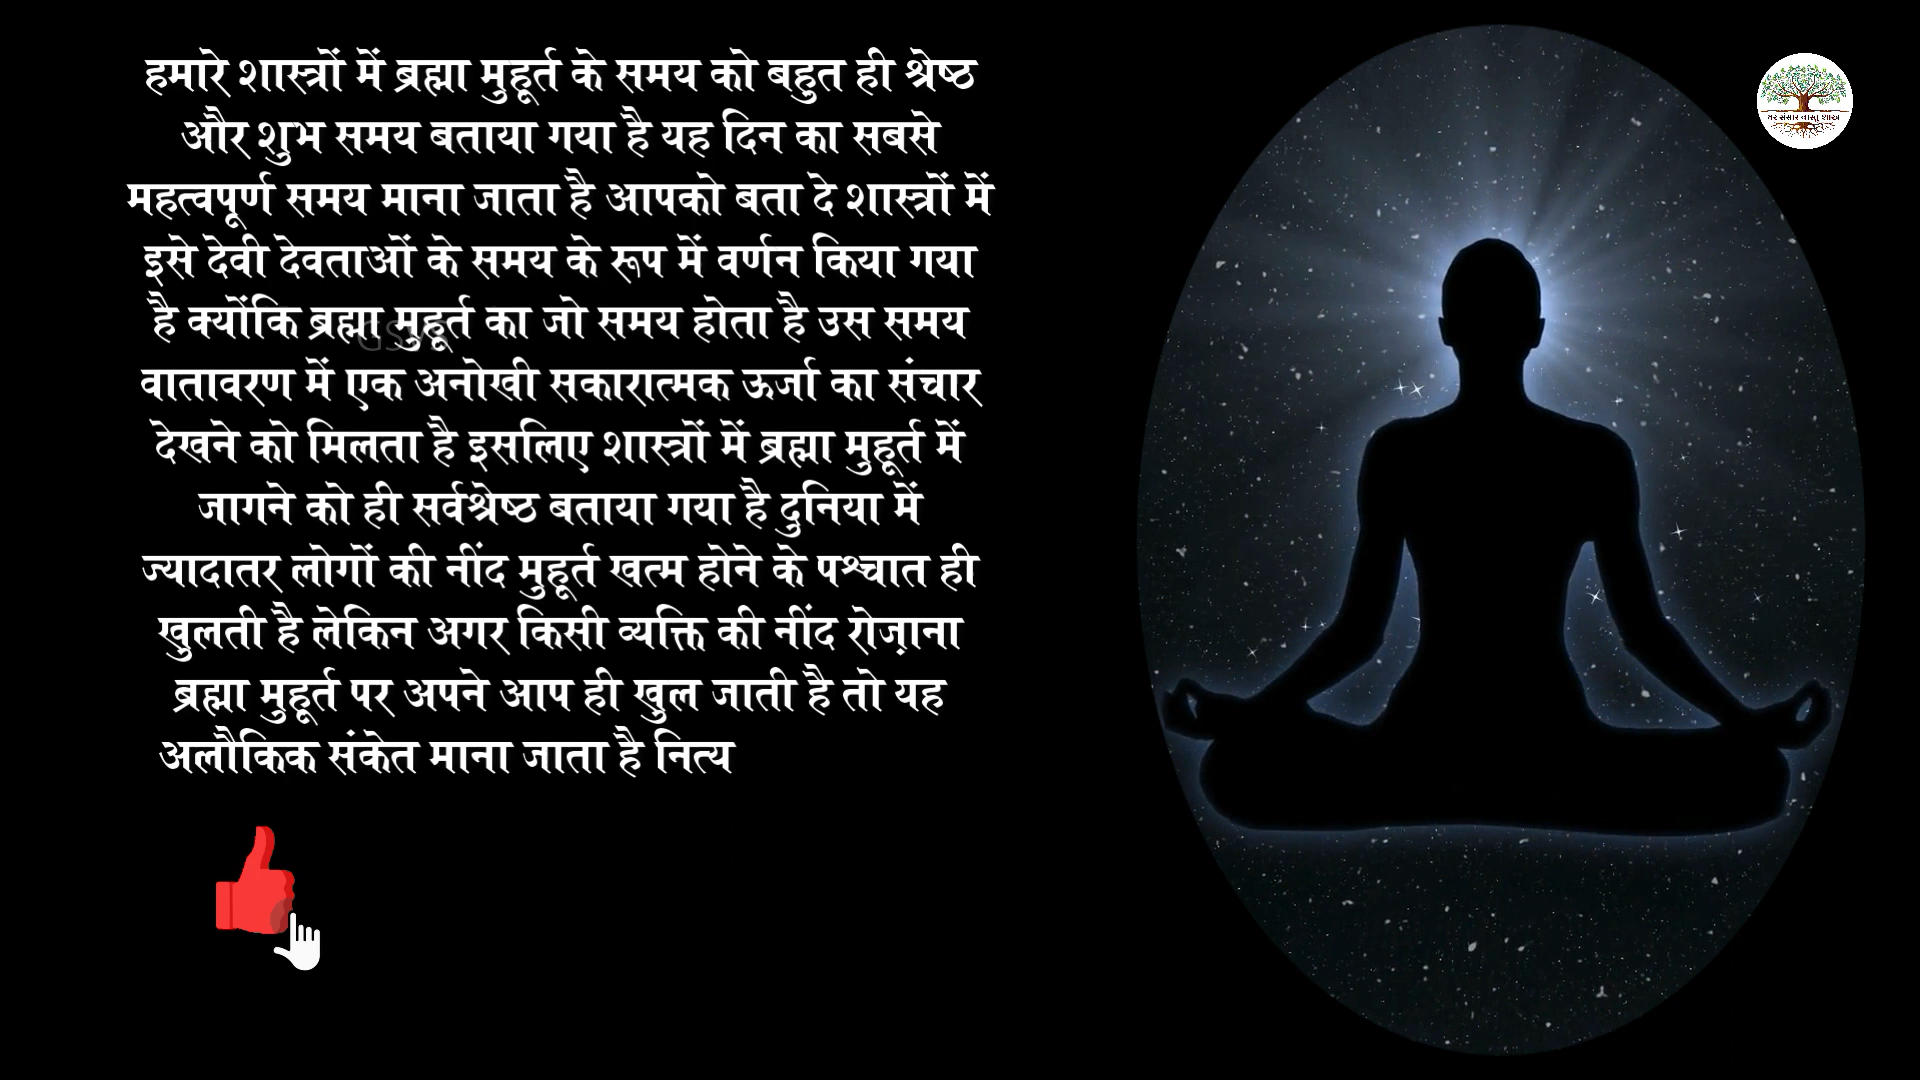 हमारे शास्त्रों में ब्रह्मा मुहूर्त के समय को बहुत ही श्रेष्ठ
और शुभ समय बताया गया है यह दिन का सबसे
महत्वपूर्ण समय माना जाता है आपको बता दे शास्त्रों में
इसे देवी देवताओं के समय के रूप में वर्णन किया गया
है क्योंकि ब्रह्मा मुहूर्त का जो समय होता है उस समय
वातावरण में एक अनोखी सकारात्मक ऊर्जा का संचार
देखने को मिलता है इसलिए शास्त्रों में ब्रह्मा मुहूर्त में
जागने को ही सर्वश्रेष्ठ बताया गया है दुनिया में
ज्यादातर लोगों की नींद मुहूर्त खत्म होने के पश्चात ही
खुलती है लेकिन अगर किसी व्यक्ति की नींद रोज़ाना
ब्रह्मा मुहूर्त पर अपने आप ही खुल जाती है तो यह
अलौकिक संकेत माना जाता है नित्य
घर संसार वास्तु शास्त्र